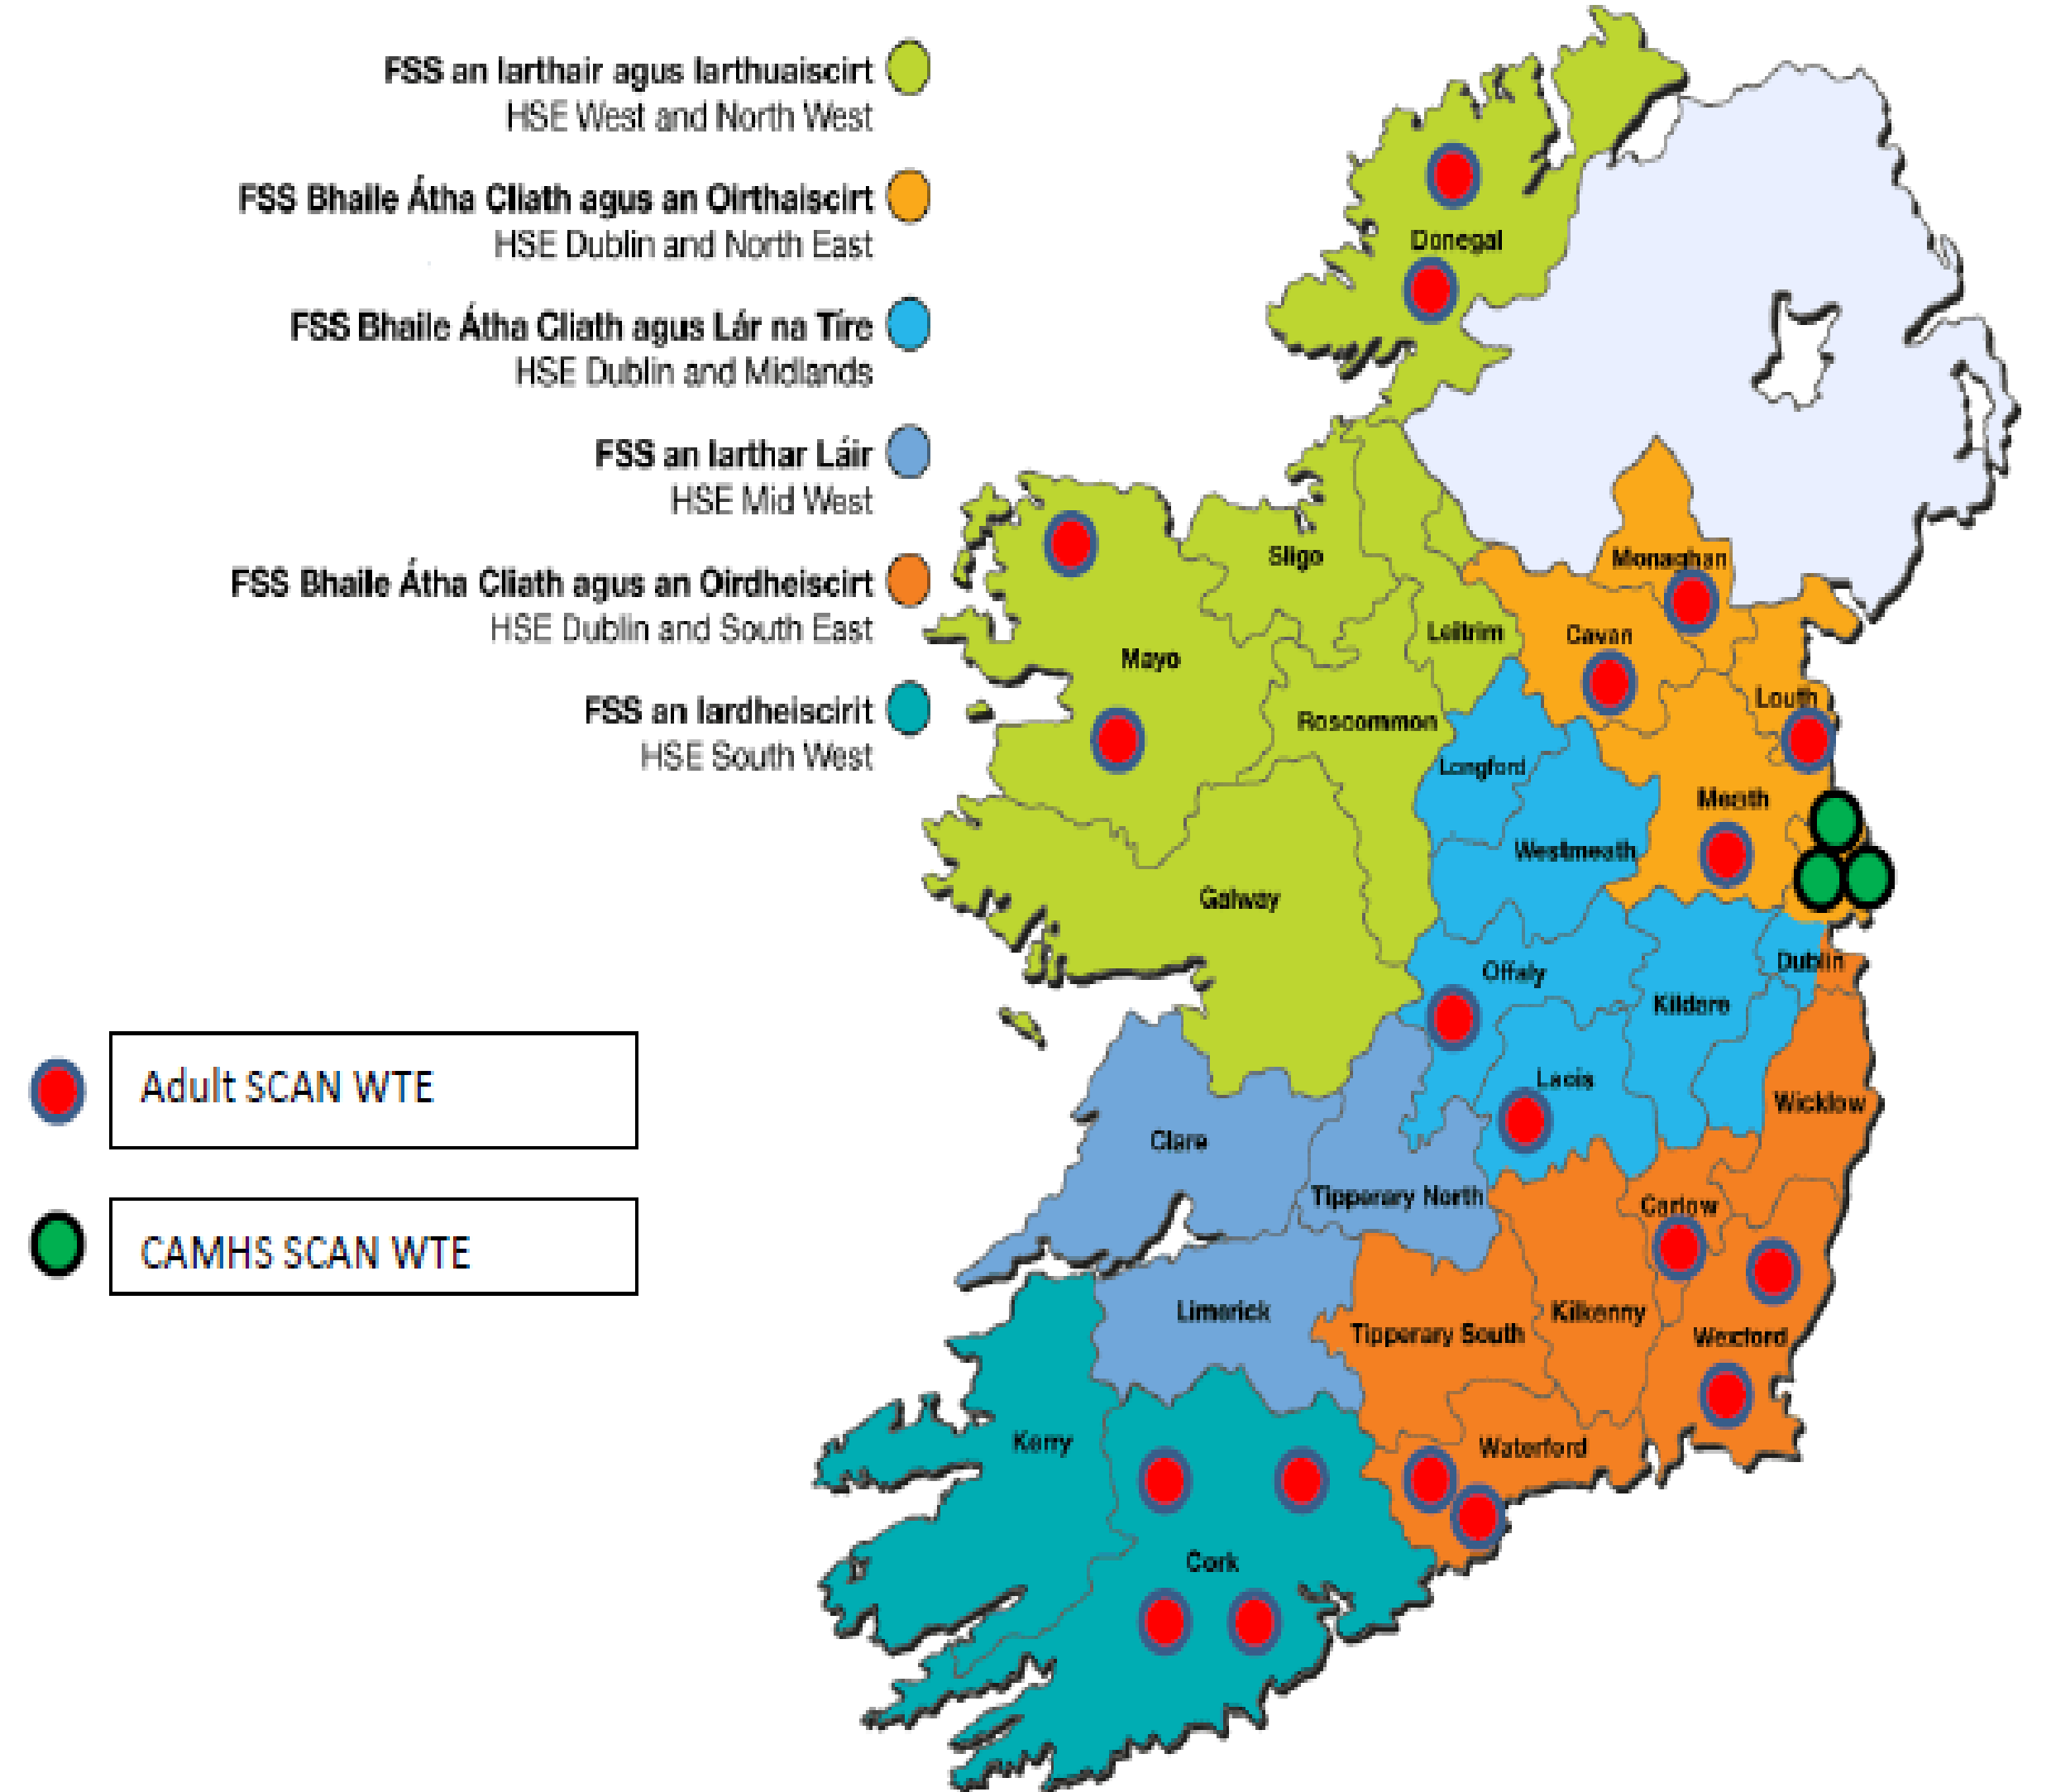 FSS an Iarthair agus Iarthuaiscirt
HSE West and North West
FSS Bhaile Átha Cliath agus an Oirthaiscirt
HSE Dublin and North East
FSS Bhaile Átha Cliath agus Lár na Tíre
HSE Dublin and Midlands
FSS an Iarthar Láir
HSE Mid West
FSS Bhaile Átha Cliath agus an Oirdheiscirt
HSE Dublin and South East
FSS an Iardheiscirit
HSE South West
Adult SCAN WTE
CAMHS SCAN WTE
Donegal
Sligo
Monaghan
Leitrim
Cavan
Mayo
Louth
Roscommon
Longford
Meath
Westmeath
Galway
Offaly
Dublin
Kildare
Laois
Wicklow
Clare
Tipperary North
Carlow
Limerick
Tipperary South
Kilkenny
Wexford
Kerry
Waterford
Cork